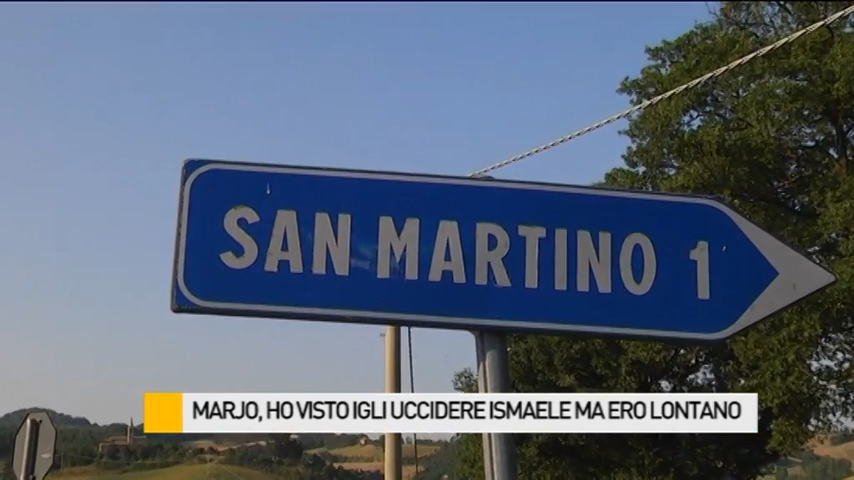 SAN MARTINO 1
MARJO, HO VISTO IGLI UCCIDERE ISMAELE MA ERO LONTANO